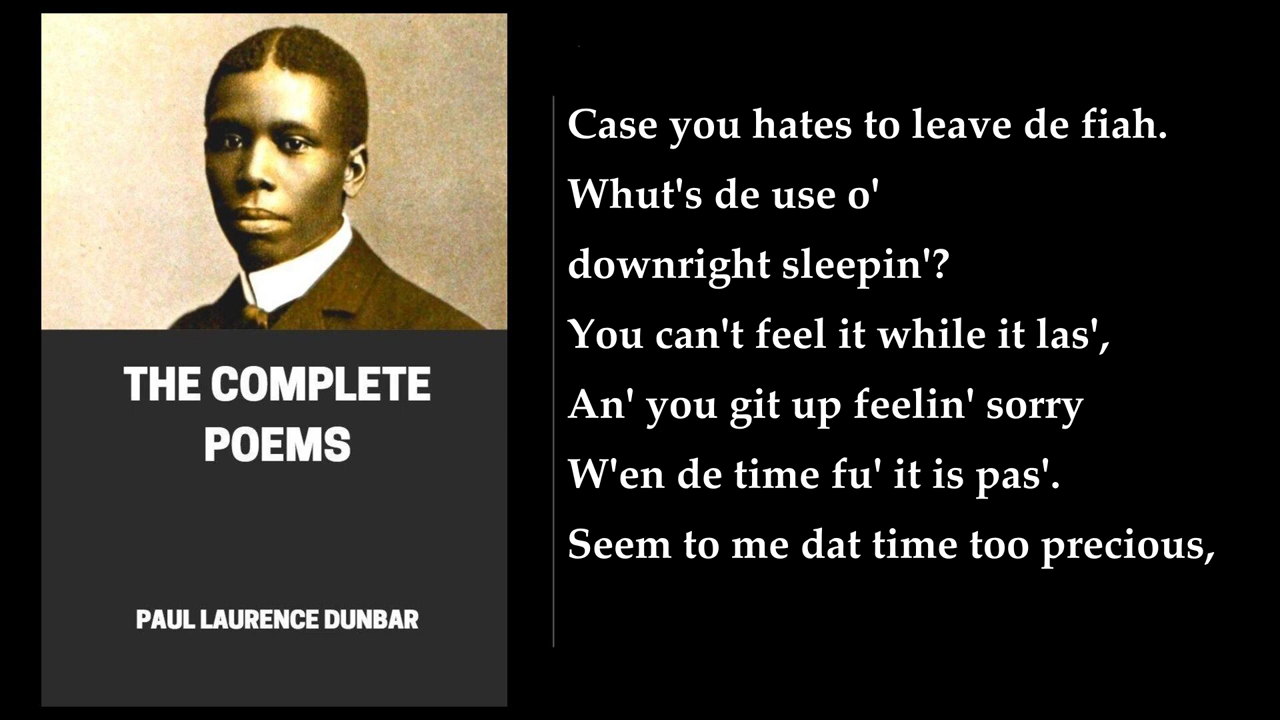 THE COMPLETE
POEMS
PAUL LAURENCE DUNBAR
Case you hates to leave de fiah.
Whut's de use o'
downright sleepin'?
You can't feel it while it las',
An' you git up feelin' sorry
W'en de time fu' it is pas'.
Seem to me dat time too precious,